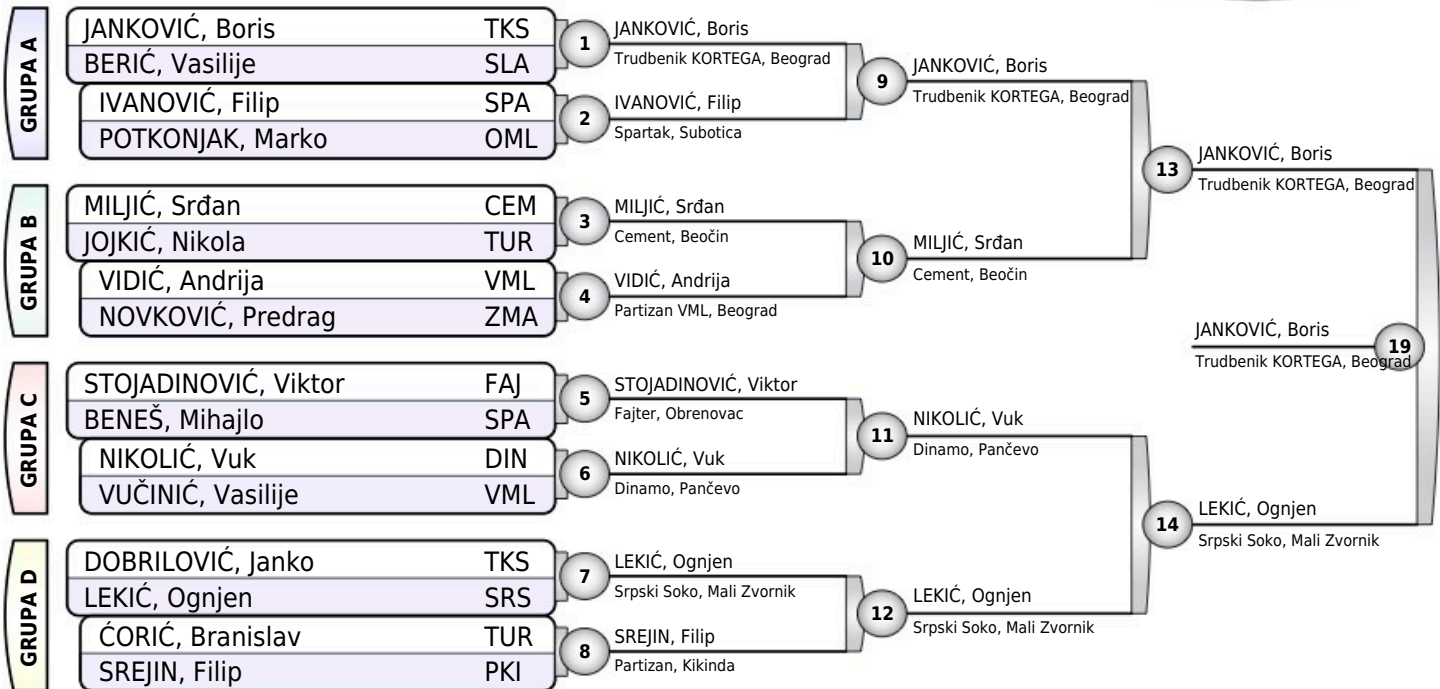 GRUPA A
JANKOVIĆ, Boris TKS
BERIĆ, Vasilije SLA
IVANOVIĆ, Filip SPA
POTKONJAK, Marko OML
GRUPA B
MILJIĆ, Srđan CEM
JOJKIĆ, Nikola TUR
VIDIĆ, Andrija VML
NOVKOVIĆ, Predrag ZMA
GRUPA C
STOJADINOVIĆ, Viktor FAJ
BENEŠ, Mihajlo SPA
NIKOLIĆ, Vuk DIN
VUČINIĆ, Vasilije VML
GRUPA D
DOBRILOVIĆ, Janko TKS
LEKIĆ, Ognjen SRS
ĆORIĆ, Branislav TUR
SREJIN, Filip PKI
1
JANKOVIĆ, Boris
Trudbenik KORTEGA, Beograd
2
IVANOVIĆ, Filip
Spartak, Subotica
3
MILJIĆ, Srđan
Cement, Beočin
4
VIDIĆ, Andrija
Partizan VML, Beograd
5
STOJADINOVIĆ, Viktor
Fajter, Obrenovac
6
NIKOLIĆ, Vuk
Dinamo, Pančevo
7
LEKIĆ, Ognjen
Srpski Soko, Mali Zvornik
8
SREJIN, Filip
Partizan, Kikinda
9
JANKOVIĆ, Boris
Trudbenik KORTEGA, Beograd
10
MILJIĆ, Srđan
Cement, Beočin
11
NIKOLIĆ, Vuk
Dinamo, Pančevo
12
LEKIĆ, Ognjen
Srpski Soko, Mali Zvornik
13
JANKOVIĆ, Boris
Trudbenik KORTEGA, Beograd
14
LEKIĆ, Ognjen
Srpski Soko, Mali Zvornik
JANKOVIĆ, Boris
19
Trudbenik KORTEGA, Beograd